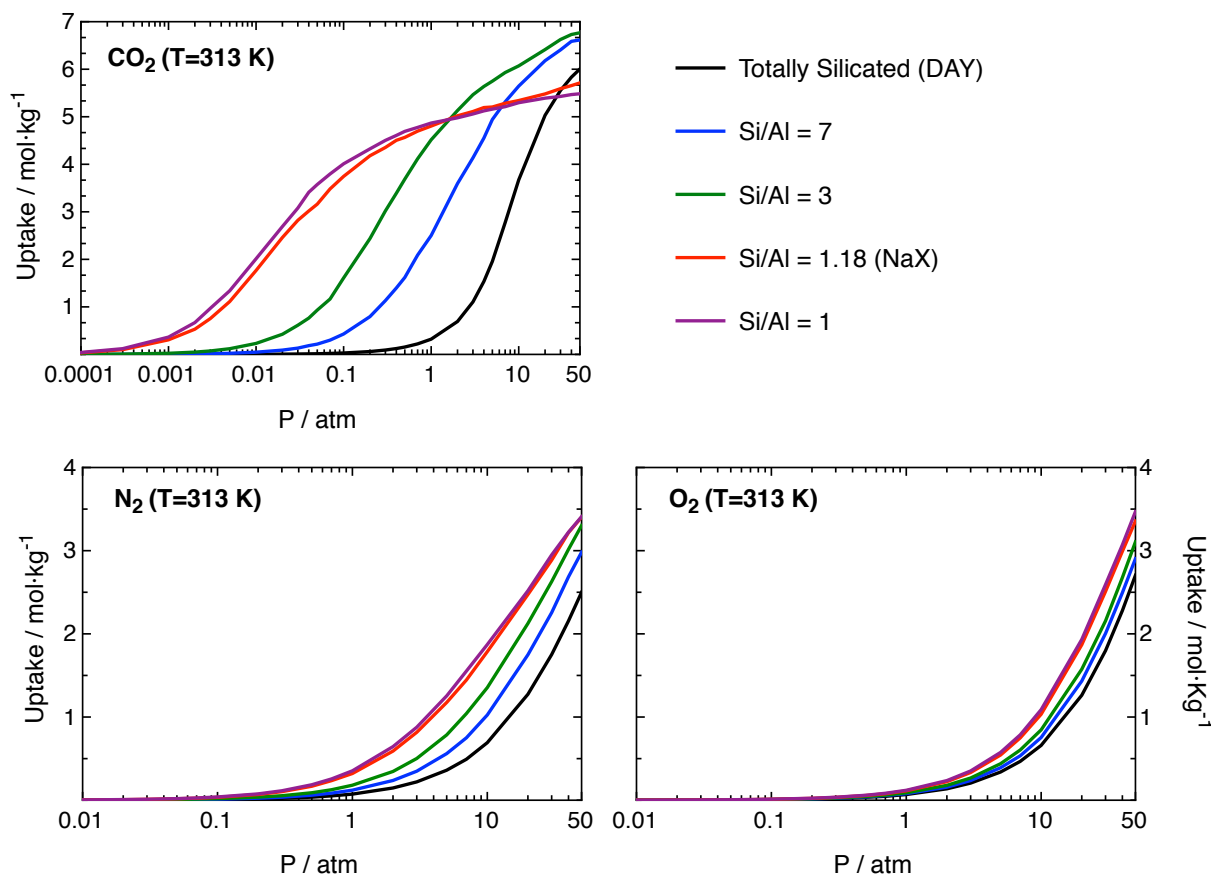 CO2 (T=313 K)
7
6
5
4
3
2
1
Uptake / mol·kg-1
0.0001 0.001 0.01 0.1 1 10 50
P / atm
Totally Silicated (DAY)
Si/Al = 7
Si/Al = 3
Si/Al = 1.18 (NaX)
Si/Al = 1
N2 (T=313 K)
4
3
2
1
Uptake / mol·kg-1
0.01 0.1 1 10 50
P / atm
O2 (T=313 K)
4
3
2
1
Uptake / mol·Kg-1
0.01 0.1 1 10 50
P / atm